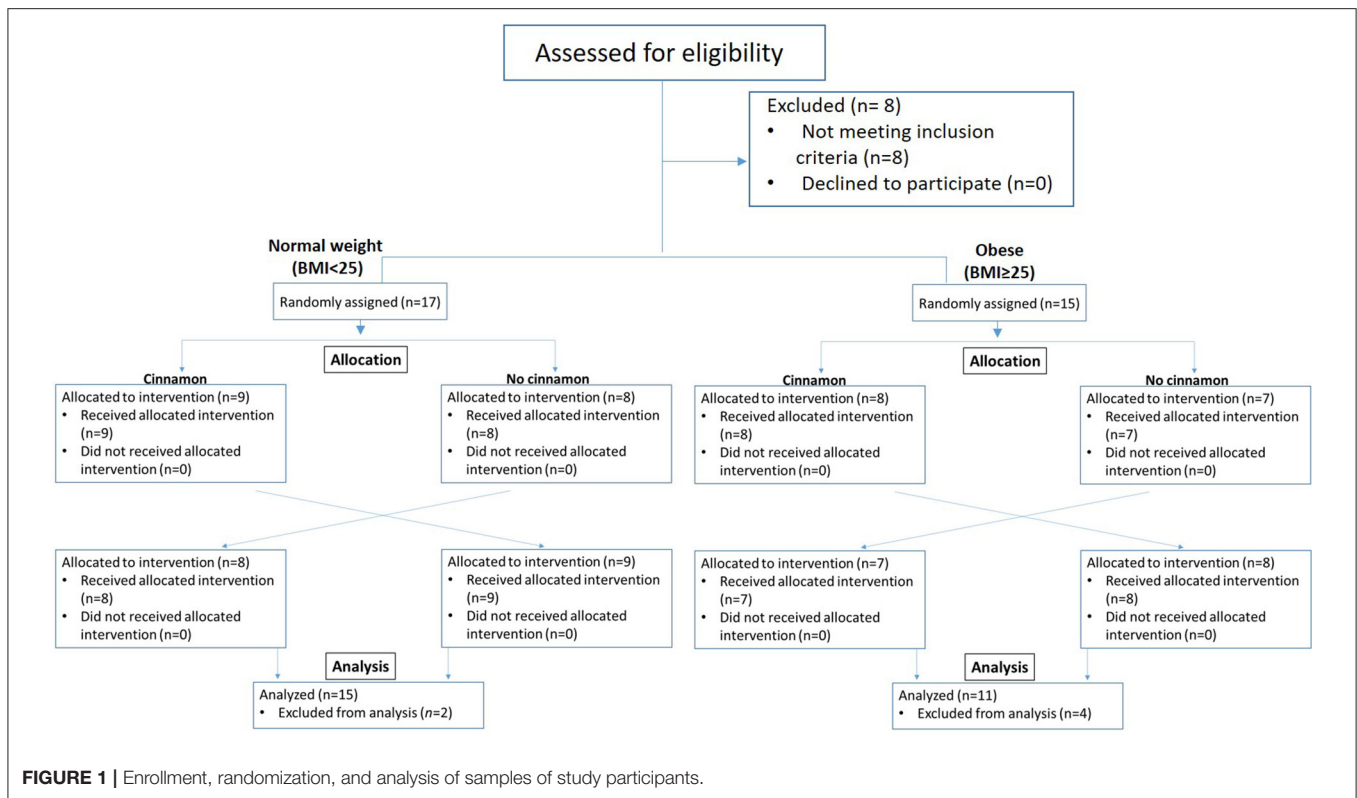 Assessed for eligibility
Excluded (n= 8)
• Not meeting inclusion
criteria (n=8)
• Declined to participate (n=0)
Normal weight
(BMI<25)
Obese
(BMI≥25)
Randomly assigned (n=17)
Randomly assigned (n=15)
Allocation
Allocation
Cinnamon
Allocated to intervention (n=9)
• Received allocated intervention
(n=9)
• Did not received allocated
intervention (n=0)
No cinnamon
Allocated to intervention (n=8)
• Received allocated intervention
(n=8)
• Did not received allocated
intervention (n=0)
Cinnamon
Allocated to intervention (n=8)
• Received allocated intervention
(n=8)
• Did not received allocated
intervention (n=0)
No cinnamon
Allocated to intervention (n=7)
• Received allocated intervention
(n=7)
• Did not received allocated
intervention (n=0)
Allocated to intervention (n=8)
• Received allocated intervention
(n=8)
• Did not received allocated
intervention (n=0)
Allocated to intervention (n=9)
• Received allocated intervention
(n=9)
• Did not received allocated
intervention (n=0)
Allocated to intervention (n=7)
• Received allocated intervention
(n=7)
• Did not received allocated
intervention (n=0)
Allocated to intervention (n=8)
• Received allocated intervention
(n=8)
• Did not received allocated
intervention (n=0)
Analysis
Analyzed (n=15)
• Excluded from analysis (n=2)
Analysis
Analyzed (n=11)
• Excluded from analysis (n=4)
FIGURE 1 | Enrollment, randomization, and analysis of samples of study participants.